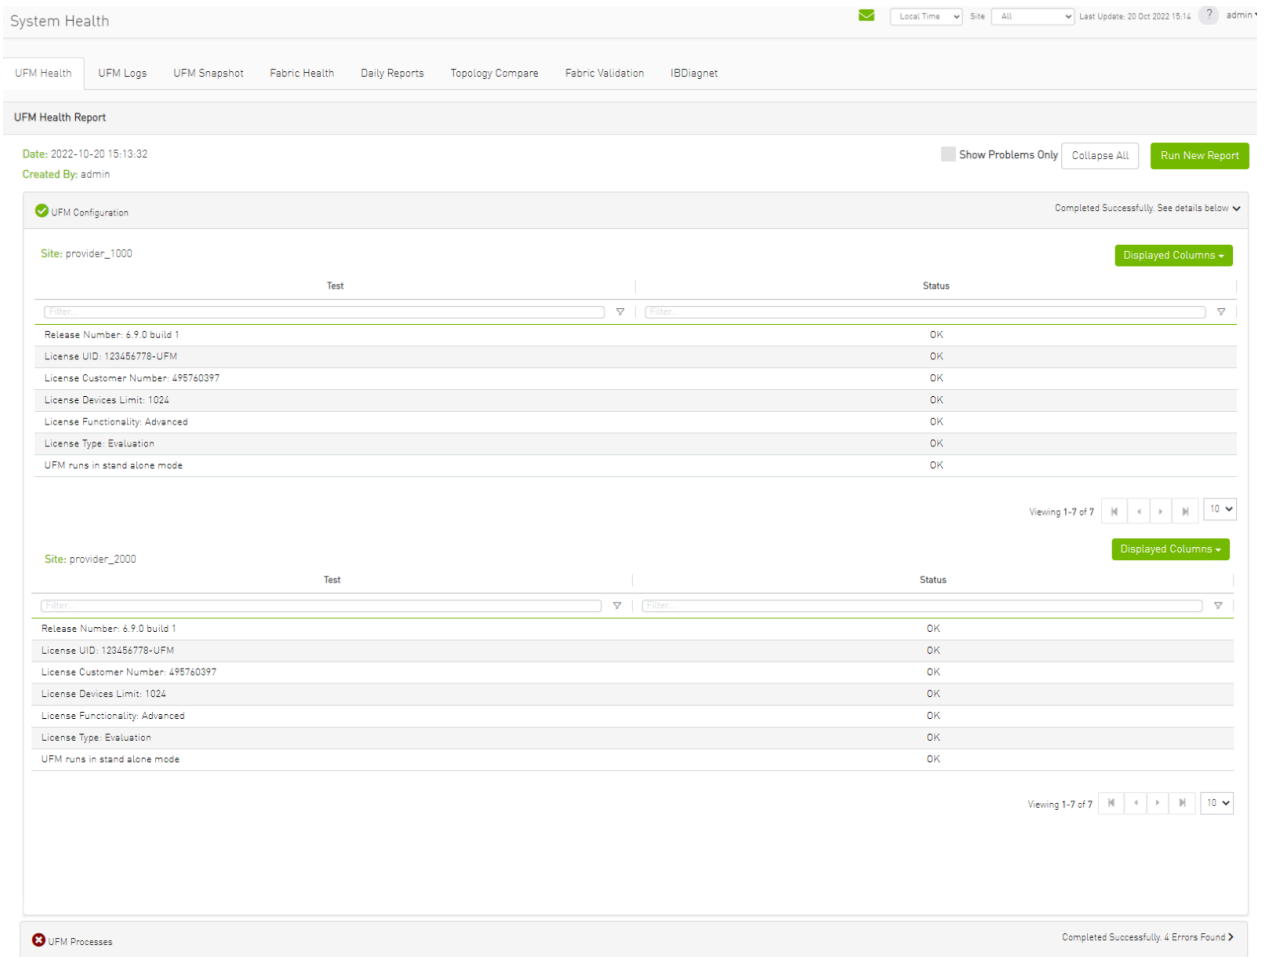 System Health
Local Time Site All Last Update: 20 Oct 2022 15:14 ? admin
UFM Health UFM Logs UFM Snapshot Fabric Health Daily Reports Topology Compare Fabric Validation IBDiagnet
UFM Health Report
Date: 2022-10-20 15:13:32
Show Problems Only Collapse All Run New Report
Created By: admin
UFM Configuration Completed Successfully. See details below
Site: provider_1000 Displayed Columns
Test Status
Filter... Filter...
Release Number: 6.9.0 build 1 OK
License UID: 123456778-UFM OK
License Customer Number: 495760397 OK
License Devices Limit: 1024 OK
License Functionality: Advanced OK
License Type: Evaluation OK
UFM runs in stand alone mode OK
Viewing 1-7 of 7 10
Displayed Columns
Site: provider_2000
Test Status
Filter... Filter...
Release Number: 6.9.0 build 1 OK
License UID: 123456778-UFM OK
License Customer Number: 495760397 OK
License Devices Limit: 1024 OK
License Functionality: Advanced OK
License Type: Evaluation OK
UFM runs in stand alone mode OK
Viewing 1-7 of 7 10
UFM Processes Completed Successfully. 4 Errors Found